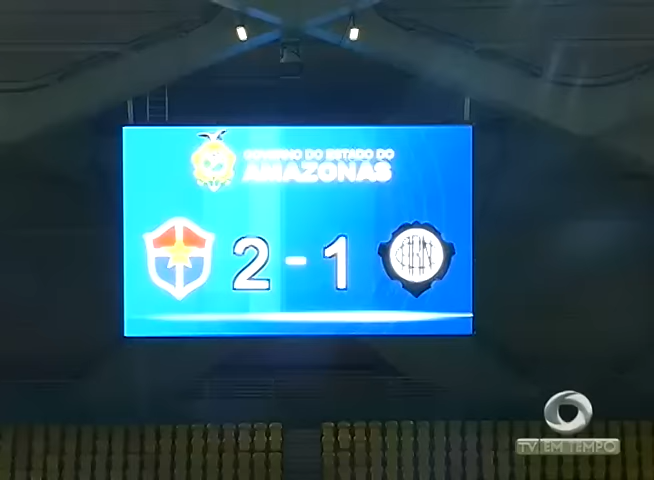 GOVERNO DO ESTADO DO
AMAZONAS
2 - 1
TV EM TEMPO